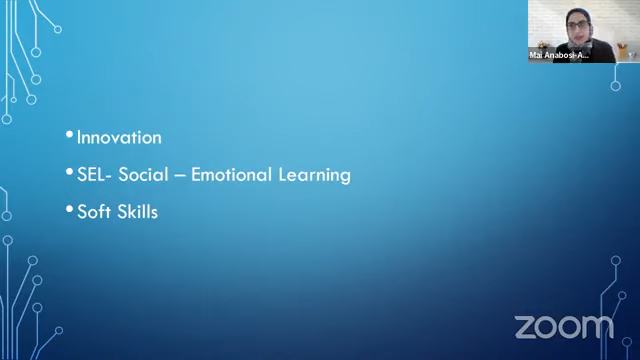 Mai Anabosi-A...
• Innovation
• SEL- Social – Emotional Learning
• Soft Skills
zoom